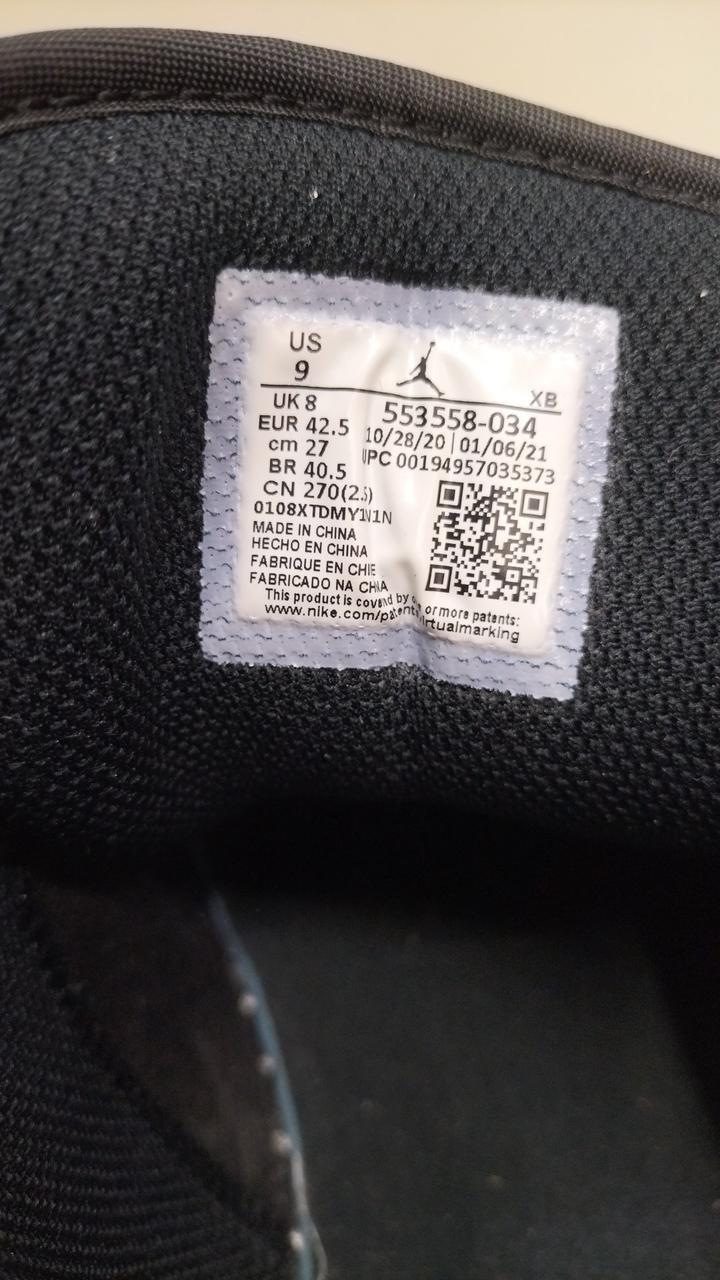 US
9
XB
UK 8
EUR 42.5
cm 27
BR 40.5
CN 270(2.5)
553558-034
10/28/20 | 01/06/21
UPC 00194957035373
MADE IN CHINA
HECHO EN CHINA
FABRIQUE EN CHINE
FABRICADO NA CHINA
This product is covered by one or more patents:
www.nike.com/patents virtualmarking